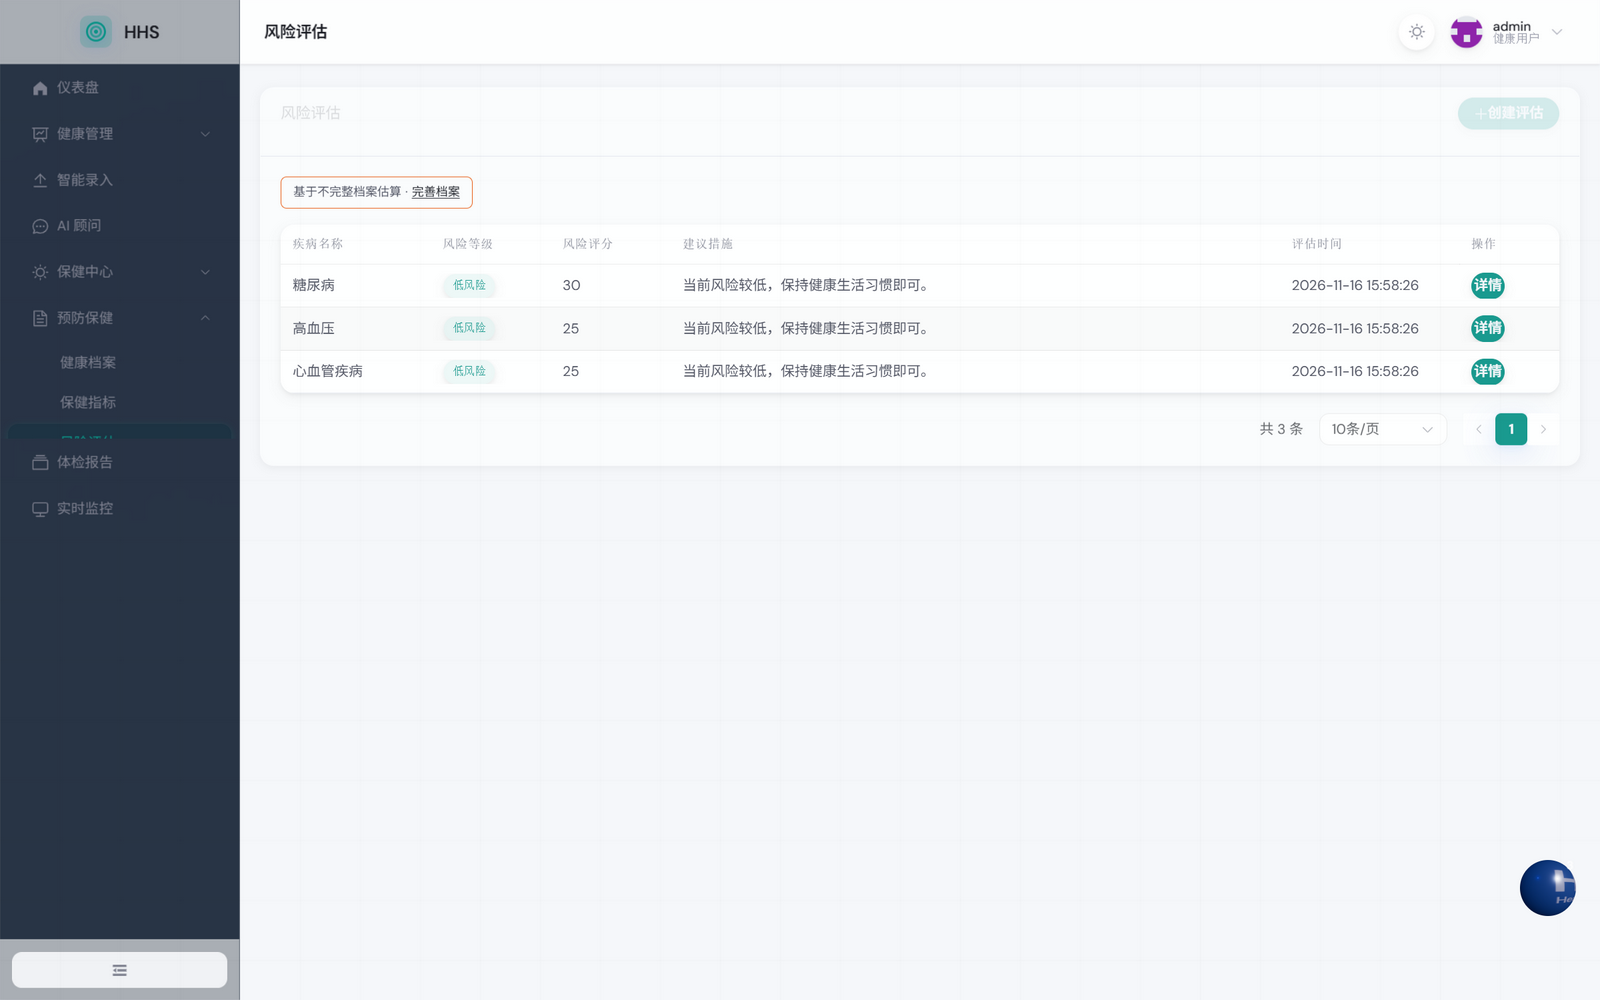 HHS
风险评估
admin
健康用户
仪表盘
健康管理
智能录入
AI 顾问
保健中心
预防保健
健康档案
保健指标
风险评估
体检报告
实时监控
风险评估
+创建评估
基于不完整档案估算 · 完善档案
疾病名称 风险等级 风险评分 建议措施 评估时间 操作
糖尿病 低风险 30 当前风险较低，保持健康生活习惯即可。 2026-11-16 15:58:26 详情
高血压 低风险 25 当前风险较低，保持健康生活习惯即可。 2026-11-16 15:58:26 详情
心血管疾病 低风险 25 当前风险较低，保持健康生活习惯即可。 2026-11-16 15:58:26 详情
共 3 条 10条/页 1